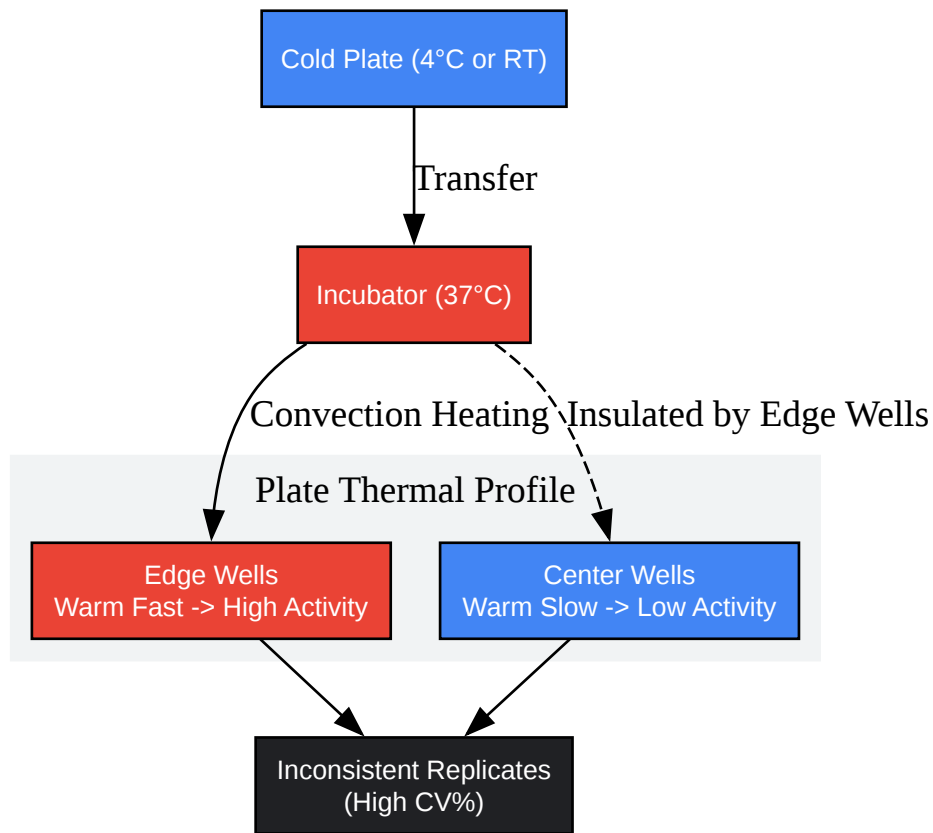 Cold Plate (4°C or RT)
Transfer
Incubator (37°C)
Convection Heating
Insulated by Edge Wells
Plate Thermal Profile
Edge Wells
Warm Fast -> High Activity
Center Wells
Warm Slow -> Low Activity
Inconsistent Replicates
(High CV%)